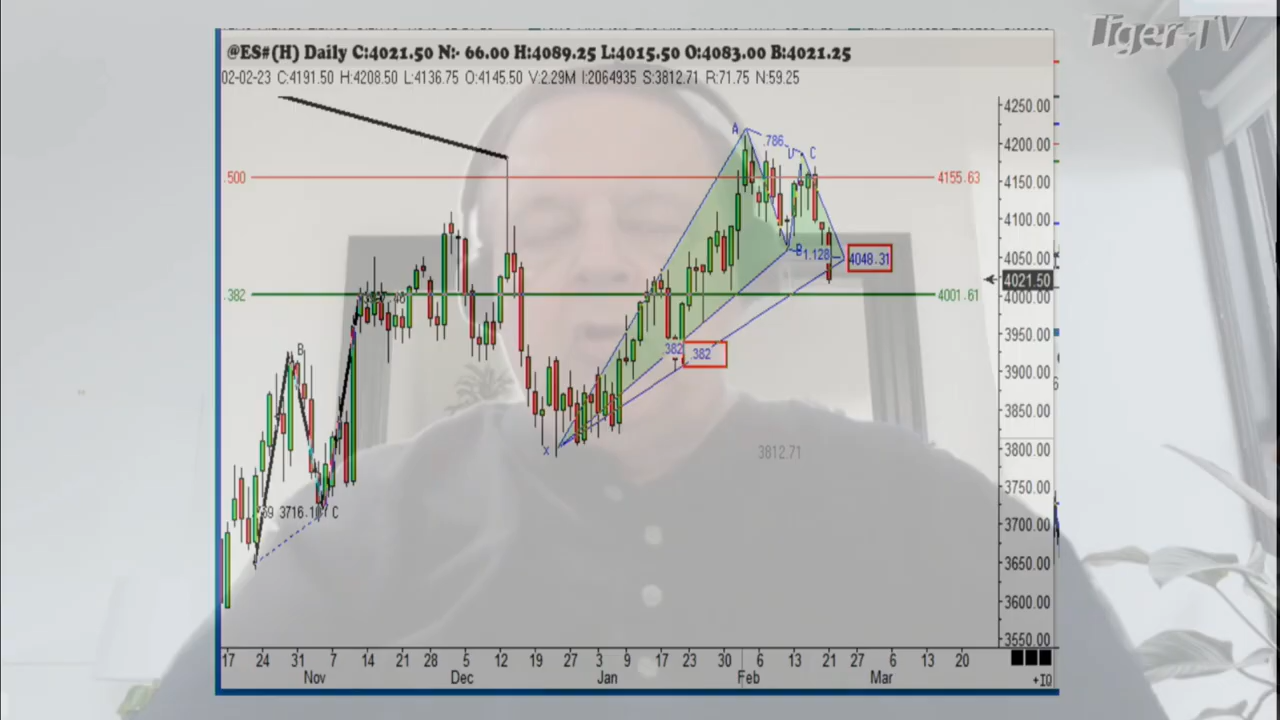 Tiger-TV
@ES#(H) Daily C:4021.50 N:- 66.00 H:4089.25 L:4015.50 O:4083.00 B:4021.25
02-02-23 C:4191.50 H:4208.50 L:4136.75 O:4145.50 V:2.29M I:2064935 S:3812.71 R:71.75 N:59.25
4250.00
A
.786
D
C
4200.00
.500
4155.63
4150.00
4100.00
B
1.128
4048.31
4050.00
4021.50
.382
4001.61
4000.00
3950.00
B
.382
.382
3900.00
3850.00
X
3812.71
3800.00
3750.00
3716.1
C
3700.00
3650.00
3600.00
3550.00
17 24 31 7 14 21 28 5 12 19 27 3 9 17 23 30 6 13 21 27 6 13 20
Nov Dec Jan Feb Mar
+IQ